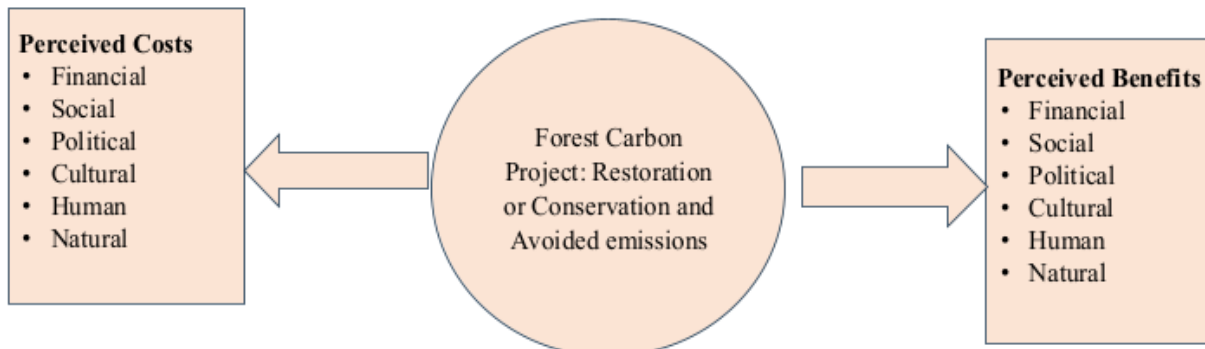 Perceived Costs
• Financial
• Social
• Political
• Cultural
• Human
• Natural
Forest Carbon
Project: Restoration
or Conservation and
Avoided emissions
Perceived Benefits
• Financial
• Social
• Political
• Cultural
• Human
• Natural